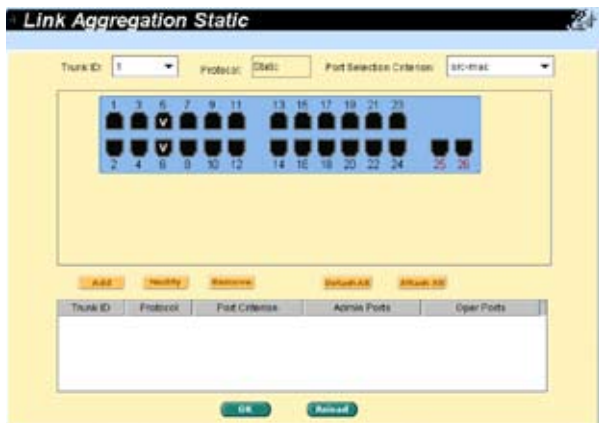 Link Aggregation Static
Trunk ID: 1 Protocol: Static Port Selection Criterion: src-mac
1 3 5 7 9 11 13 15 17 19 21 23
V
V
2 4 6 8 10 12 14 16 18 20 22 24 25 26
Add Modify Remove Detach All Attach All
Trunk ID Protocol Port Criterion Admin Ports Oper Ports
OK Reload